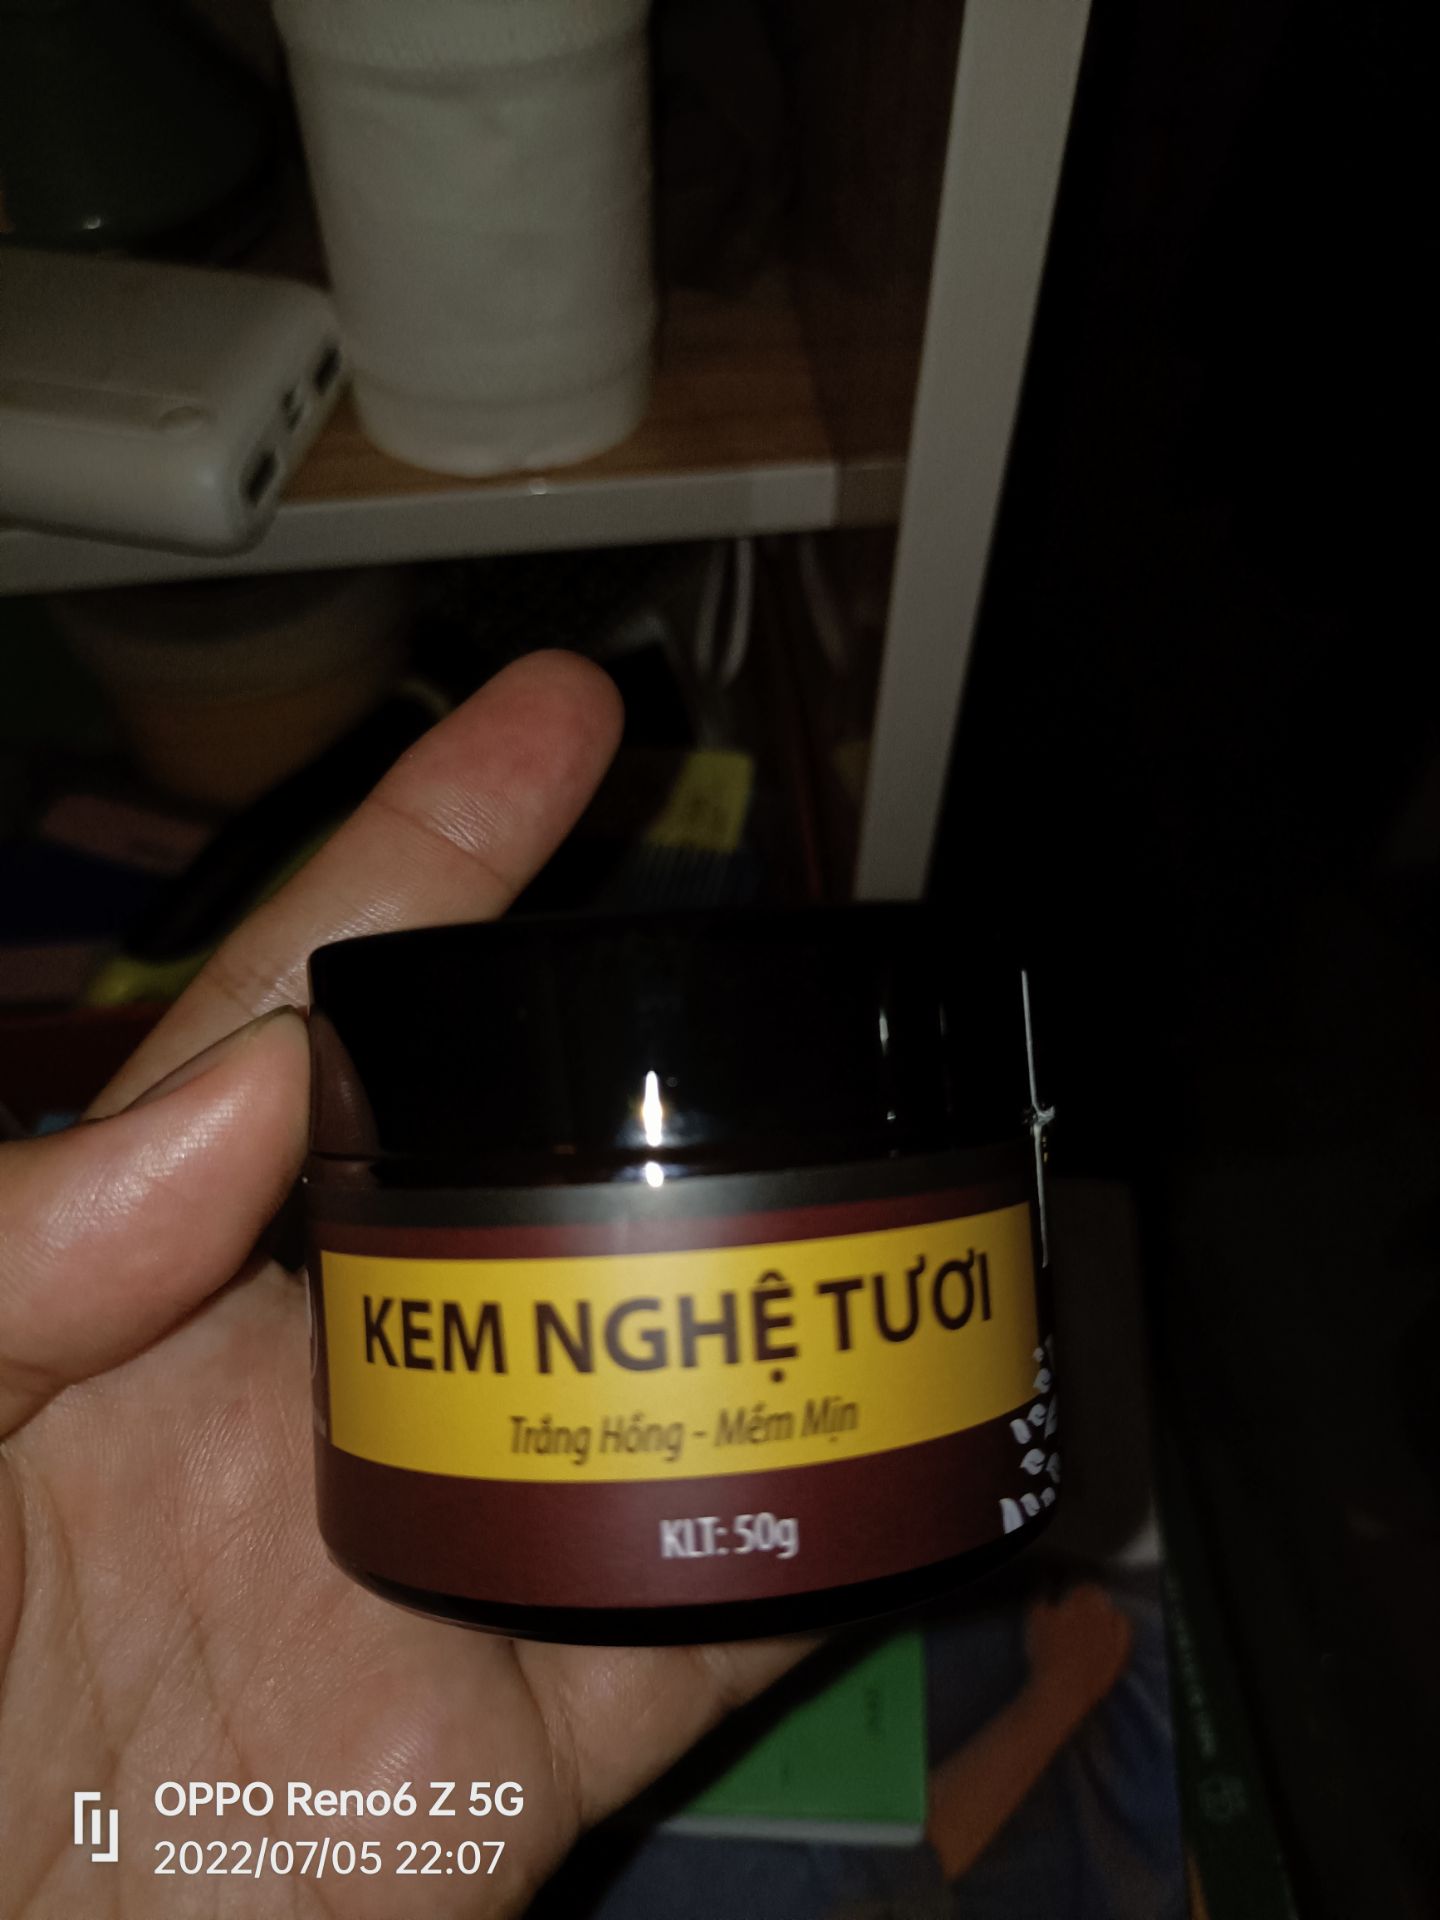 KEM NGHỆ TƯƠI
Trắng Hồng - Mềm Mịn
KLT: 50g
OPPO Reno6 Z 5G
2022/07/05 22:07